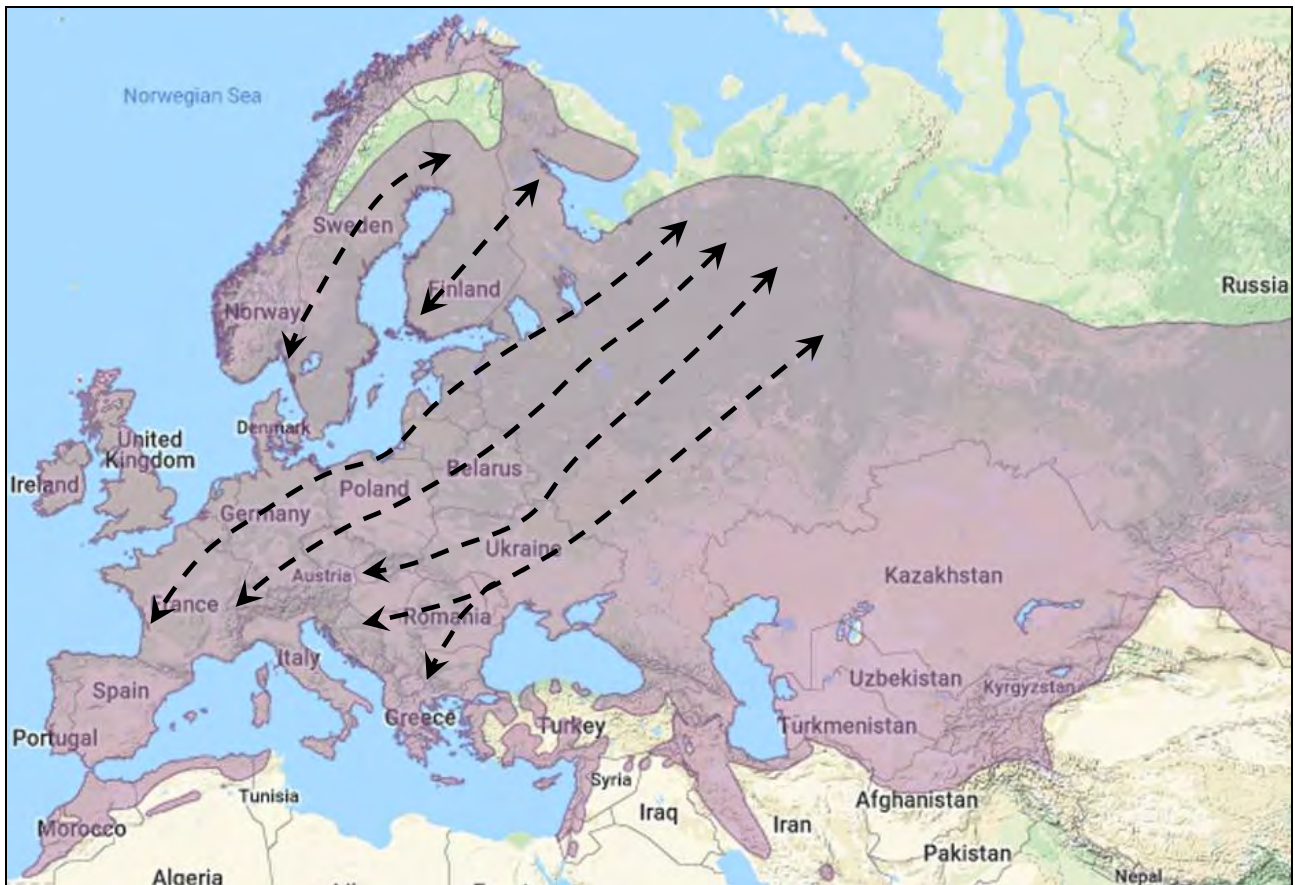 Norwegian Sea
Sweden
Finland
Russia
Norway
Denmark
United
Kingdom
Ireland
Belarus
Poland
Germany
Ukraine
Austria
Kazakhstan
France
Romania
Italy
Uzbekistan
Kyrgyzstan
Spain
Greece
Turkey
Turkmenistan
Portugal
Syria
Tunisia
Afghanistan
Iraq
Iran
Morocco
Pakistan
Algeria
Nepal